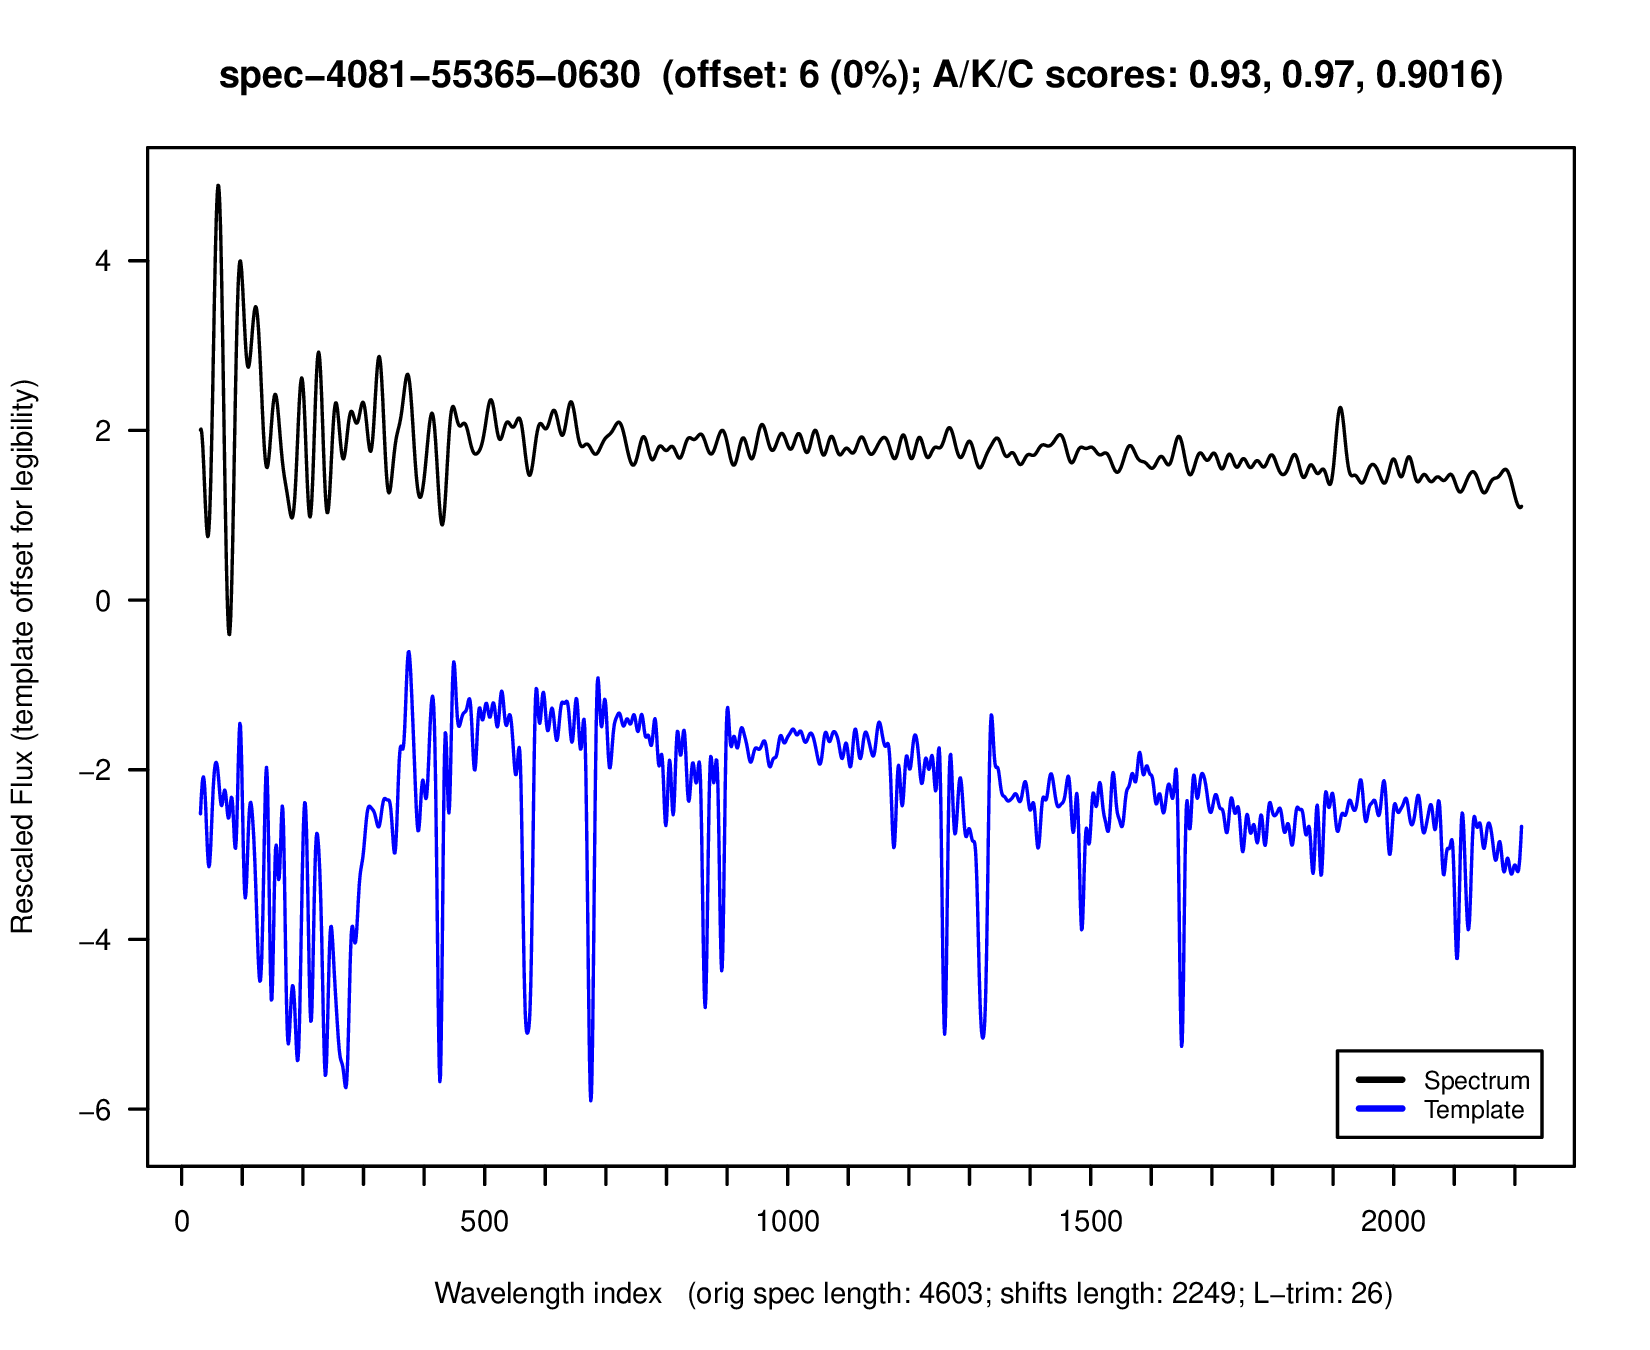 spec−4081−55365−0630 (offset: 6 (0%); A/K/C scores: 0.93, 0.97, 0.9016)
Rescaled Flux (template offset for legibility)
4
2
0
−2
−4
−6
Spectrum
Template
0 500 1000 1500 2000
Wavelength index (orig spec length: 4603; shifts length: 2249; L−trim: 26)